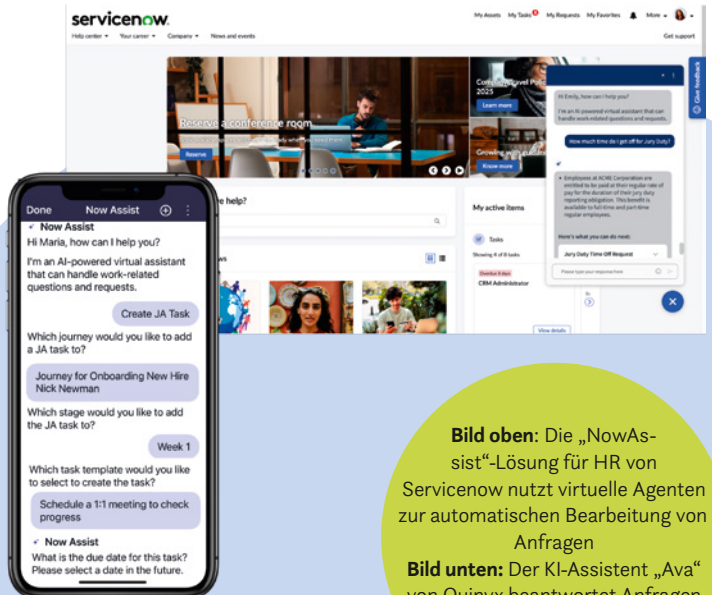 servicenow.
My Assets My Tasks My Requests My Favorites More
Help center Your career Company News and events
Get support
Give feedback
Reserve a conference room
Reserve
2025
Learn more
Growing with
Know more
Hi Emily, how can I help you?
I'm an AI-powered virtual assistant that can
handle work-related questions and requests.
How much time do I get off for Jury Duty?
Employees at ACME Corporation are
entitled to be paid at their regular rate of
pay for the duration of their jury duty
reporting obligation. This benefit is
available to full-time and part-time
regular employees.
Here's what you can do next:
Jury Duty Time Off Request
Please type your response here
help?
My active items
Tasks
Showing 4 of 8 tasks
Overdue 9 days
CRM Administrator
View details
Done Now Assist
Now Assist
Hi Maria, how can I help you?
I'm an AI-powered virtual assistant
that can handle work-related
questions and requests.
Create JA Task
Which journey would you like to add
a JA task to?
Journey for Onboarding New Hire
Nick Newman
Which stage would you like to add
the JA task to?
Week 1
Which task template would you like
to select to create the task?
Schedule a 1:1 meeting to check
progress
Now Assist
What is the due date for this task?
Please select a date in the future.
Bild oben: Die „NowAs-
sist“-Lösung für HR von
Servicenow nutzt virtuelle Agenten
zur automatischen Bearbeitung von
Anfragen
Bild unten: Der KI-Assistent „Ava“
von Quinyx beantwortet Anfragen